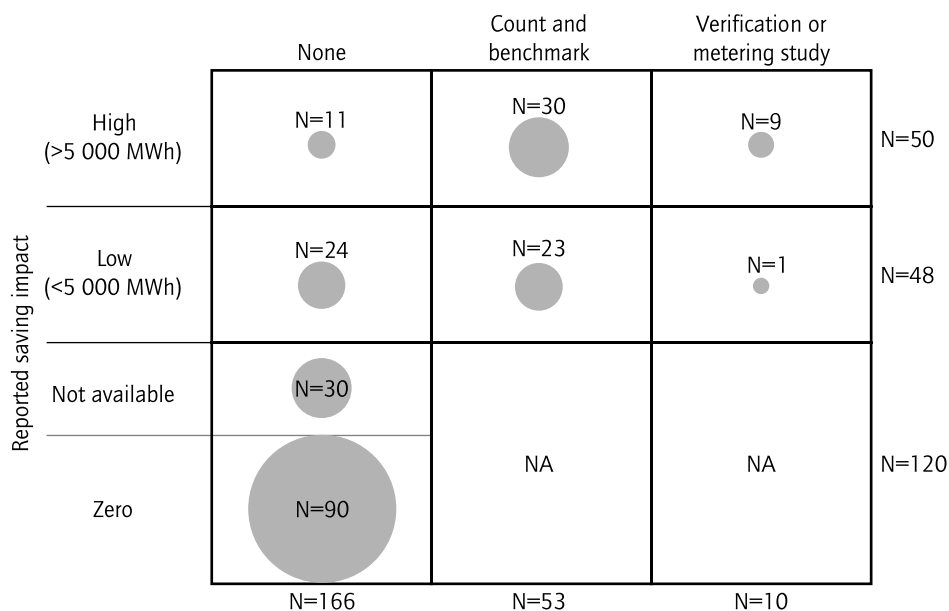 None
Count and
benchmark
Verification or
metering study
High
(>5 000 MWh)
N=11
N=30
N=9
N=50
Low
(<5 000 MWh)
N=24
N=23
N=1
N=48
Reported saving impact
Not available
N=30
Zero
N=90
NA
NA
N=120
N=166
N=53
N=10